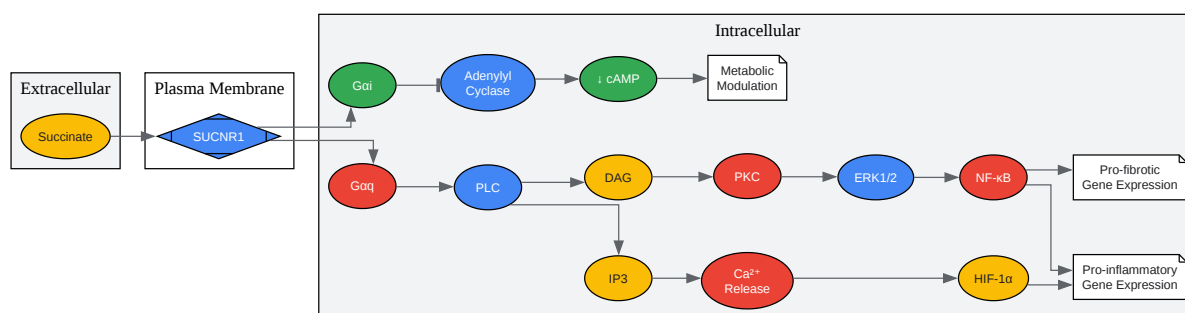 Intracellular
Extracellular
Plasma Membrane
Succinate
SUCNR1
Gαi
Adenylyl
Cyclase
↓ cAMP
Metabolic
Modulation
Gαq
PLC
DAG
PKC
ERK1/2
NF-κB
Pro-fibrotic
Gene Expression
IP3
Ca²⁺
Release
HIF-1α
Pro-inflammatory
Gene Expression